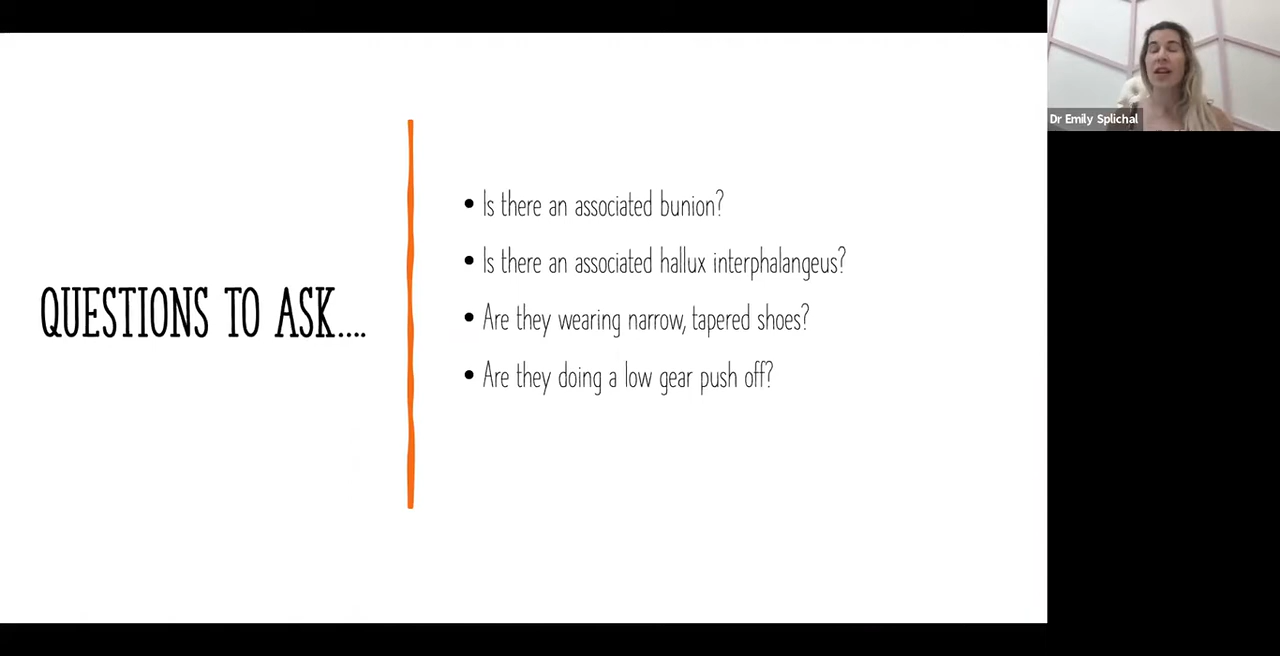 QUESTIONS TO ASK....
• Is there an associated bunion?
• Is there an associated hallux interphalangeus?
• Are they wearing narrow, tapered shoes?
• Are they doing a low gear push off?
Dr Emily Splichal